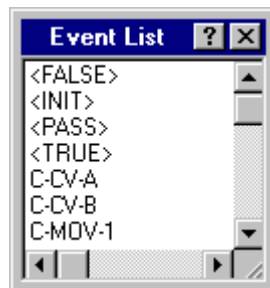 Event List
<FALSE>
<INIT>
<PASS>
<TRUE>
C-CV-A
C-CV-B
C-MOV-1